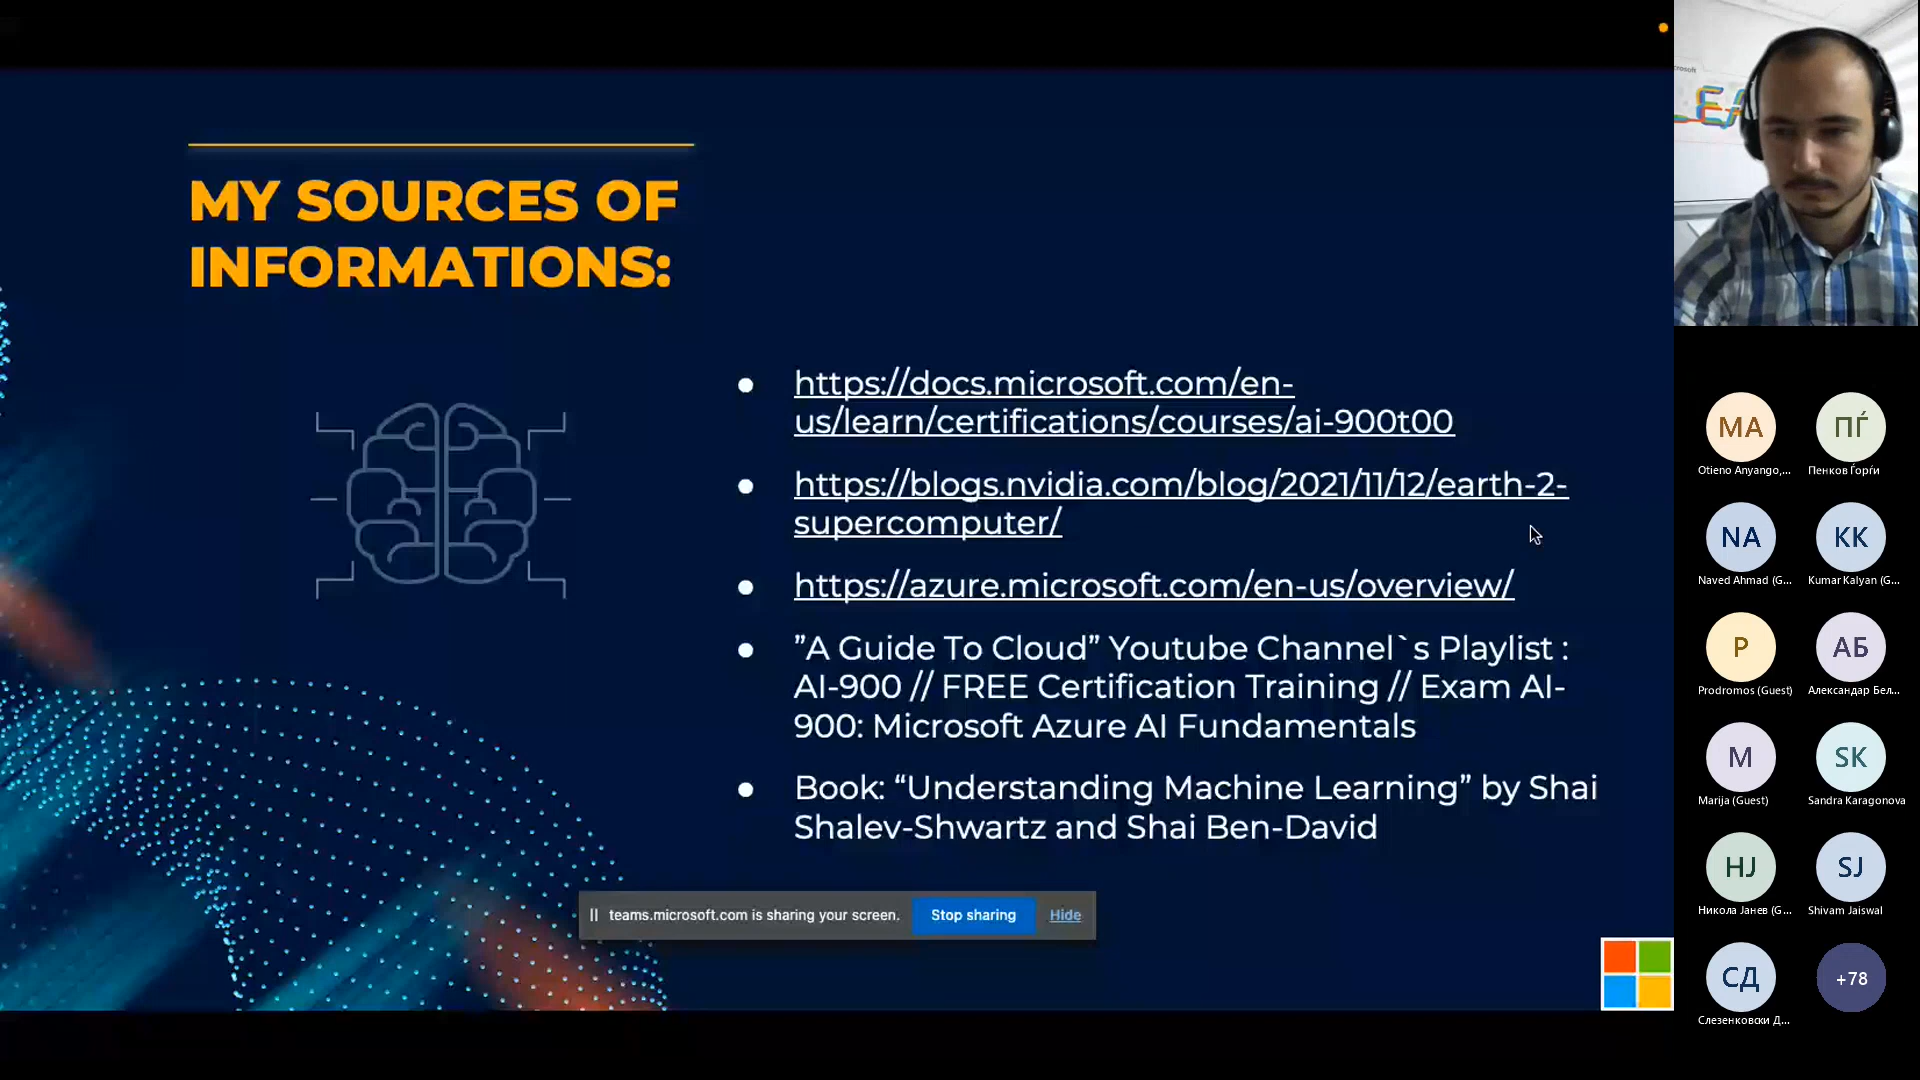 MY SOURCES OF
INFORMATIONS:
https://docs.microsoft.com/en-
us/learn/certifications/courses/ai-900t00
https://blogs.nvidia.com/blog/2021/11/12/earth-2-
supercomputer/
https://azure.microsoft.com/en-us/overview/
”A Guide To Cloud” Youtube Channel`s Playlist :
AI-900 // FREE Certification Training // Exam AI-
900: Microsoft Azure AI Fundamentals
Book: “Understanding Machine Learning” by Shai
Shalev-Shwartz and Shai Ben-David
teams.microsoft.com is sharing your screen.
Stop sharing
Hide
MA
Otieno Anyango,...
ПЃ
Пенков Ѓорѓи
NA
Naved Ahmad (G...
KK
Kumar Kalyan (G...
P
Prodromos (Guest)
АБ
Александар Бел...
M
Marija (Guest)
SK
Sandra Karagonova
НЈ
Никола Јанев (G...
SJ
Shivam Jaiswal
СД
Слезенковски Д...
+78